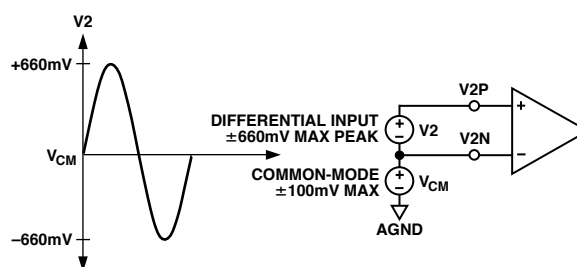 V2
+660mV
V2P
+
DIFFERENTIAL INPUT
±660mV MAX PEAK
+
−
V2
V2N
−
VCM
COMMON-MODE
±100mV MAX
+
−
VCM
AGND
−660mV